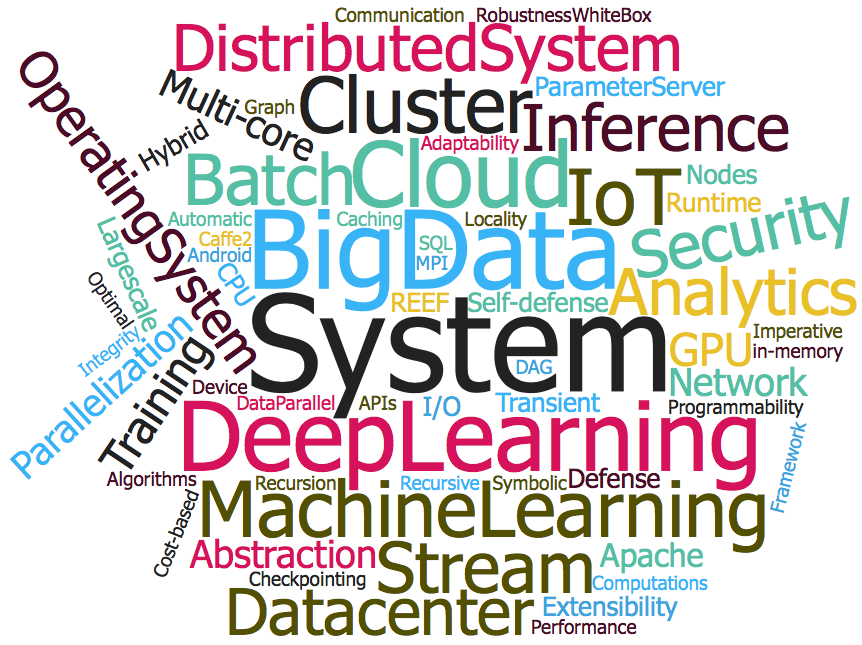 Communication
RobustnessWhiteBox
DistributedSystem
OperatingSystem
Multi-core
Graph
Cluster
ParameterServer
Inference
Hybrid
Adaptability
Batch
Cloud
IoT
Nodes
Runtime
Security
Automatic
Caching
Locality
Largescale
Caffe2
Android
CPU
BigData
SQL
MPI
Optimal
REEF
Self-defense
Analytics
Integrity
Parallelization
Training
System
DAG
GPU
Imperative
in-memory
Device
Network
DataParallel
APIs
I/O
Transient
Programmability
DeepLearning
Framework
Algorithms
Recursion
Recursive
Symbolic
Defense
Cost-based
MachineLearning
Abstraction
Stream
Apache
Checkpointing
Computations
Datacenter
Extensibility
Performance